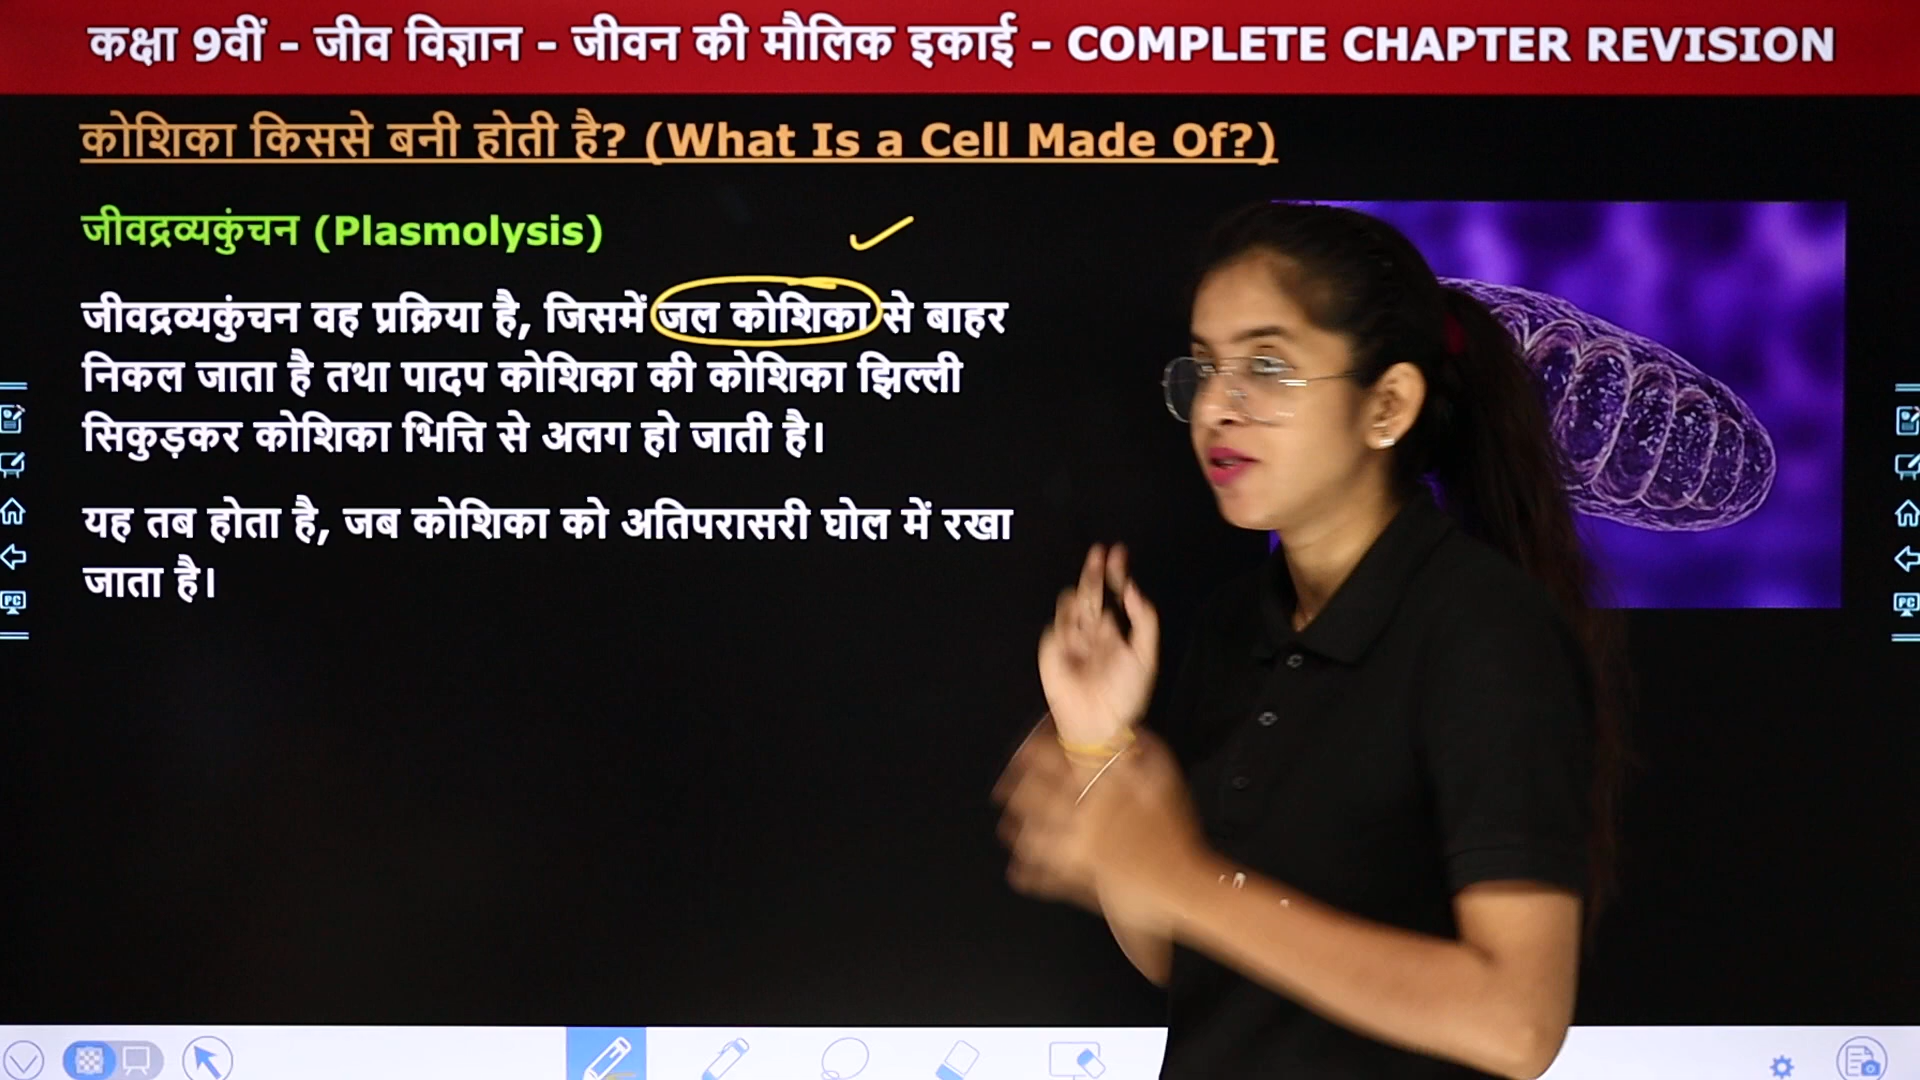 कक्षा 9वीं - जीव विज्ञान - जीवन की मौलिक इकाई - COMPLETE CHAPTER REVISION
कोशिका किससे बनी होती है? (What Is a Cell Made Of?)
जीवद्रव्यकुंचन (Plasmolysis)
जीवद्रव्यकुंचन वह प्रक्रिया है, जिसमें जल कोशिका से बाहर
निकल जाता है तथा पादप कोशिका की कोशिका झिल्ली
सिकुड़कर कोशिका भित्ति से अलग हो जाती है।
यह तब होता है, जब कोशिका को अतिपरासरी घोल में रखा
जाता है।
PC
PC